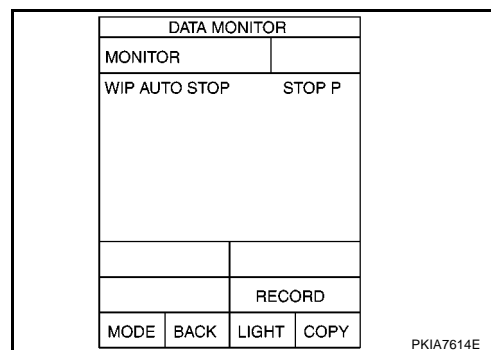 DATA MONITOR
MONITOR
WIP AUTO STOP STOP P
RECORD
MODE BACK LIGHT COPY
PKIA7614E